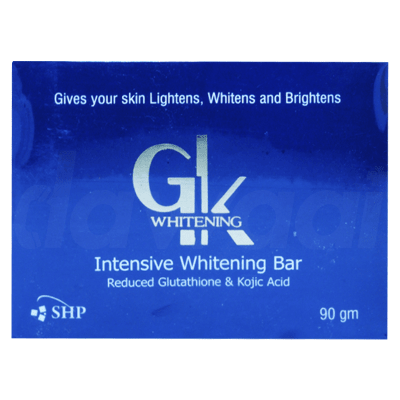 Gives your skin Lightens, Whitens and Brightens
Gk
WHITENING
Intensive Whitening Bar
Reduced Glutathione & Kojic Acid
SHP
90 gm